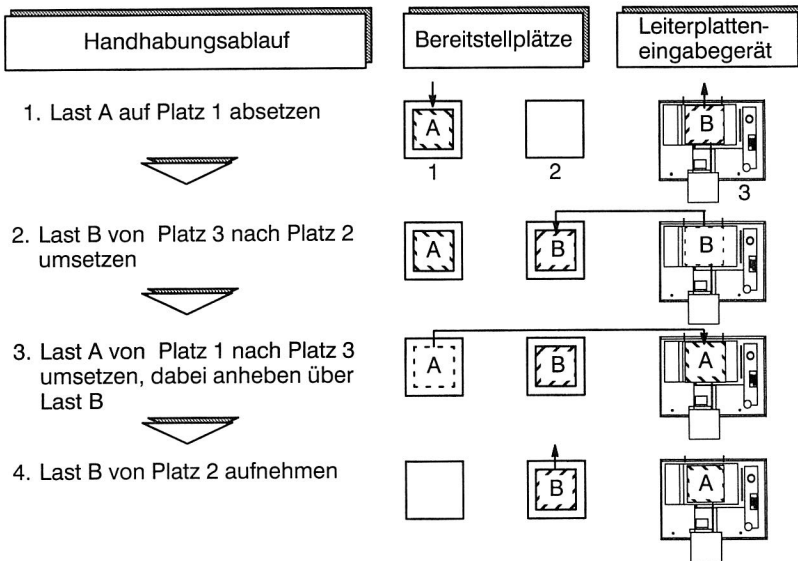 Handhabungsablauf
Bereitstellplätze
Leiterplatten-
eingabegerät
1. Last A auf Platz 1 absetzen
A
B
1
2
3
2. Last B von Platz 3 nach Platz 2
umsetzen
A
B
B
3. Last A von Platz 1 nach Platz 3
umsetzen, dabei anheben über
Last B
A
B
A
4. Last B von Platz 2 aufnehmen
B
A